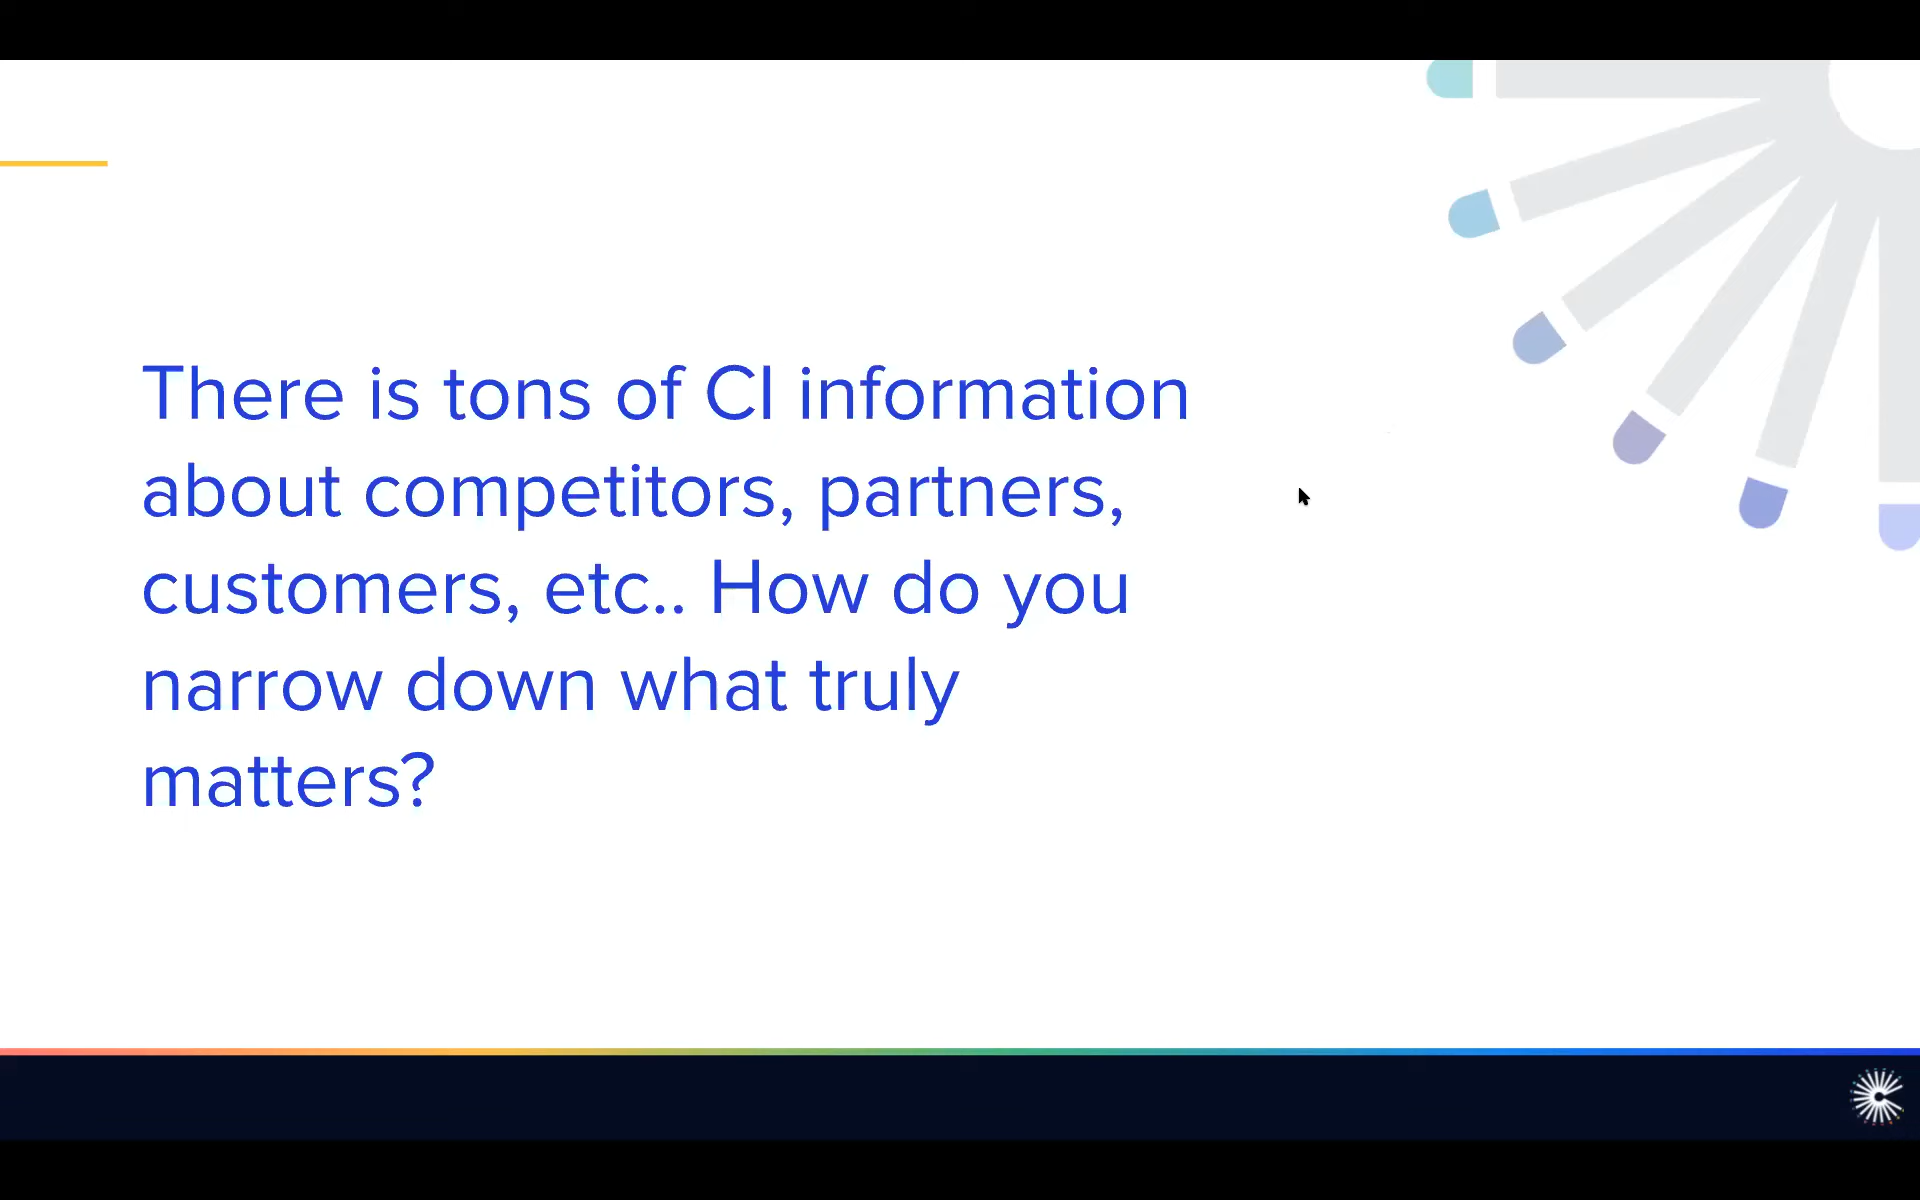 There is tons of CI information
about competitors, partners,
customers, etc.. How do you
narrow down what truly
matters?